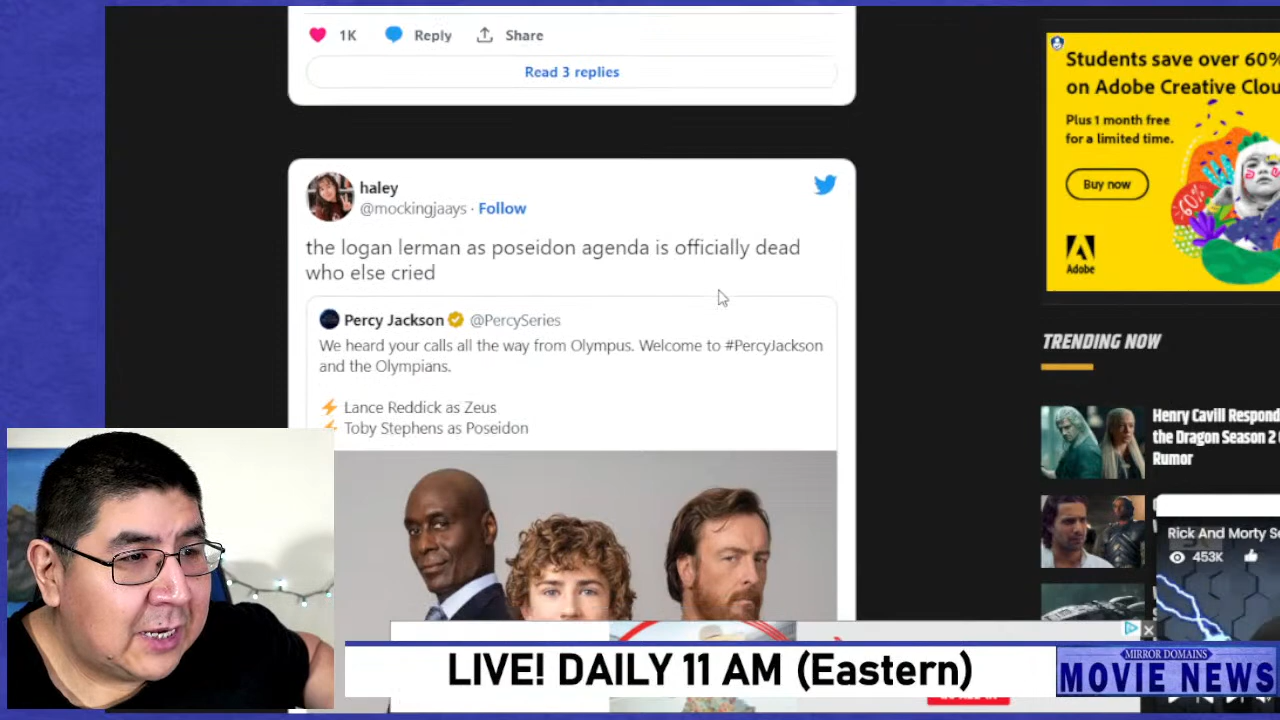 1K Reply Share
Read 3 replies
haley
@mockingjaays · Follow
the logan lerman as poseidon agenda is officially dead
who else cried
Percy Jackson @PercySeries
We heard your calls all the way from Olympus. Welcome to #PercyJackson
and the Olympians.
⚡ Lance Reddick as Zeus
⚡ Toby Stephens as Poseidon
Students save over 60%
on Adobe Creative Clou
Plus 1 month free
for a limited time.
Buy now
60%
Adobe
TRENDING NOW
Henry Cavill Respond
the Dragon Season 2
Rumor
Rick And Morty Se
453K
LIVE! DAILY 11 AM (Eastern)
MIRROR DOMAINS
MOVIE NEWS